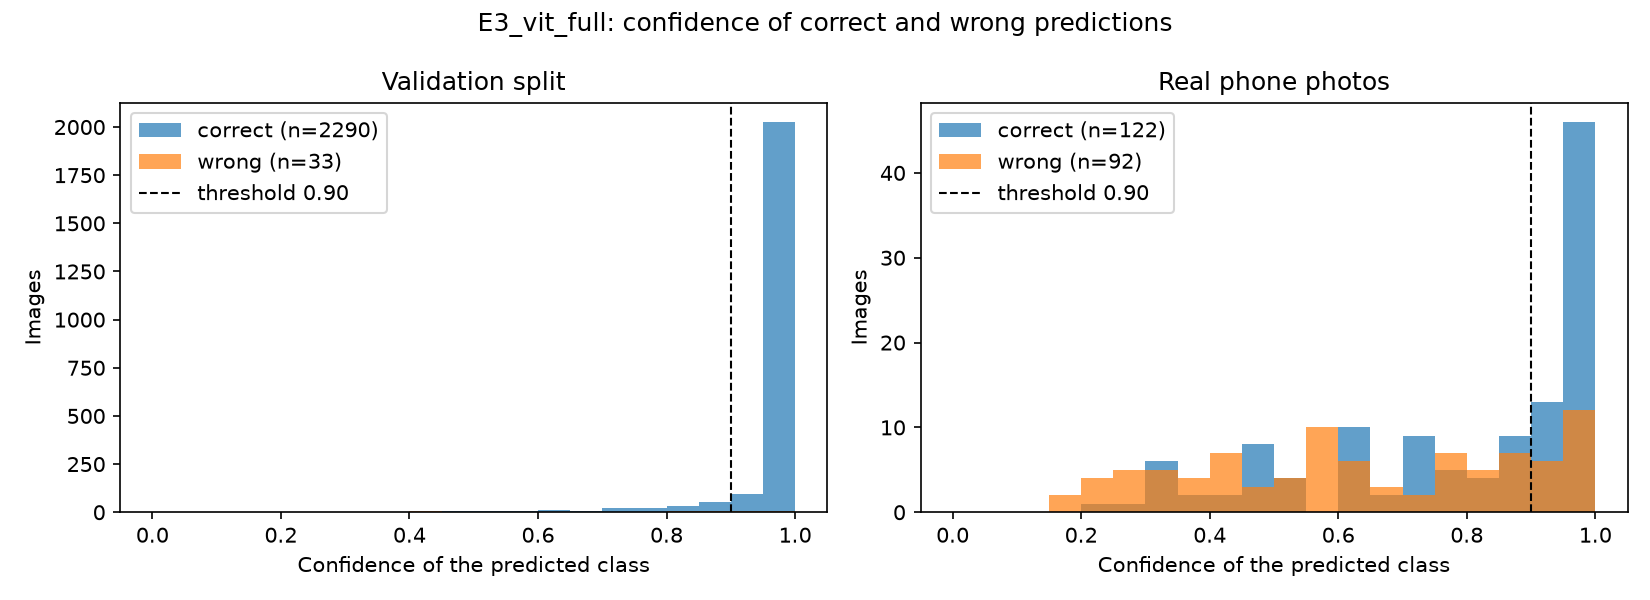 E3_vit_full: confidence of correct and wrong predictions
Validation split
correct (n=2290)
wrong (n=33)
threshold 0.90
Images
2000
1750
1500
1250
1000
750
500
250
0
0.0 0.2 0.4 0.6 0.8 1.0
Confidence of the predicted class
Real phone photos
correct (n=122)
wrong (n=92)
threshold 0.90
Images
40
30
20
10
0
0.0 0.2 0.4 0.6 0.8 1.0
Confidence of the predicted class